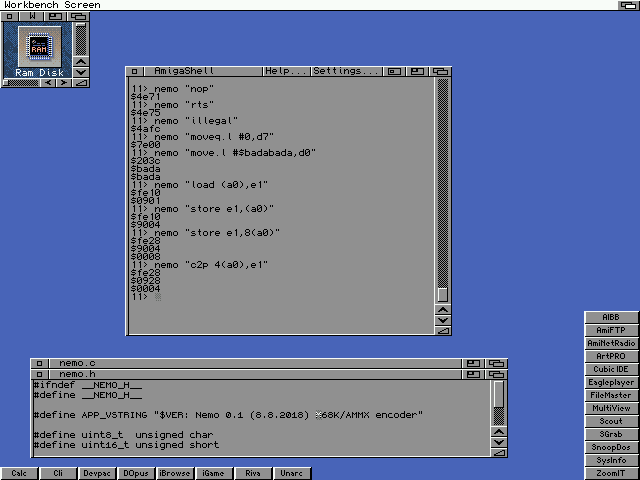 Workbench Screen
W
RAM
Ram Disk
AmigaShell Help... Settings...
11> nemo "nop"
$4e71
11> nemo "rts"
$4e75
11> nemo "illegal"
$4afc
11> nemo "moveq.l #0,d7"
$7e00
11> nemo "move.l #$badabada,d0"
$203c
$bada
$bada
11> nemo "load (a0),e1"
$fe10
$0901
11> nemo "store e1,(a0)"
$fe10
$9004
11> nemo "store e1,8(a0)"
$fe28
$9004
$0008
11> nemo "c2p 4(a0),e1"
$fe28
$0928
$0004
11>
nemo.c
nemo.h
#ifndef __NEMO_H__
#define __NEMO_H__
#define APP_VSTRING "$VER: Nemo 0.1 (8.8.2018) 68K/AMMX encoder"
#define uint8_t unsigned char
#define uint16_t unsigned short
AIBB
AmiFTP
AmiNetRadio
ArtPRO
Cubic IDE
Eagleplayer
FileMaster
MultiView
Scout
SGrab
SnoopDos
SysInfo
ZoomIT
Calc Cli Devpac DOpus iBrowse iGame Riva Unarc